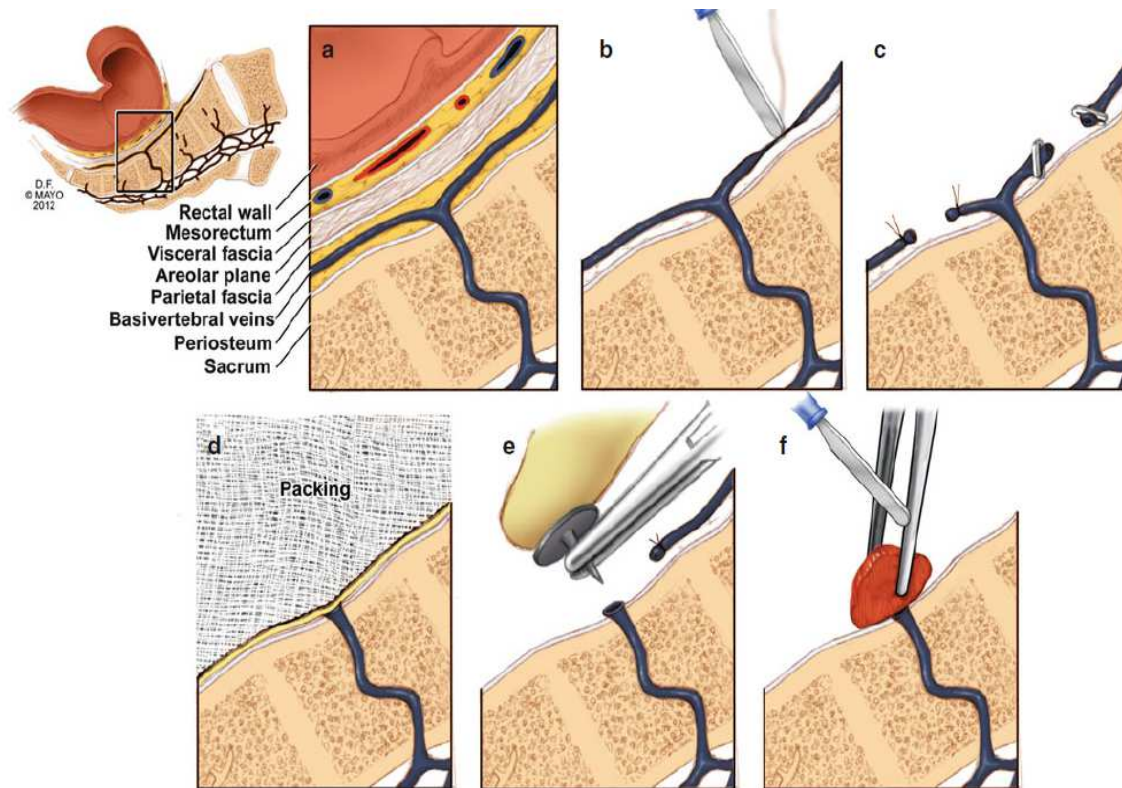 a
b
c
D.F.
© MAYO
2012
Rectal wall
Mesorectum
Visceral fascia
Areolar plane
Parietal fascia
Basivertebral veins
Periosteum
Sacrum
d
Packing
e
f